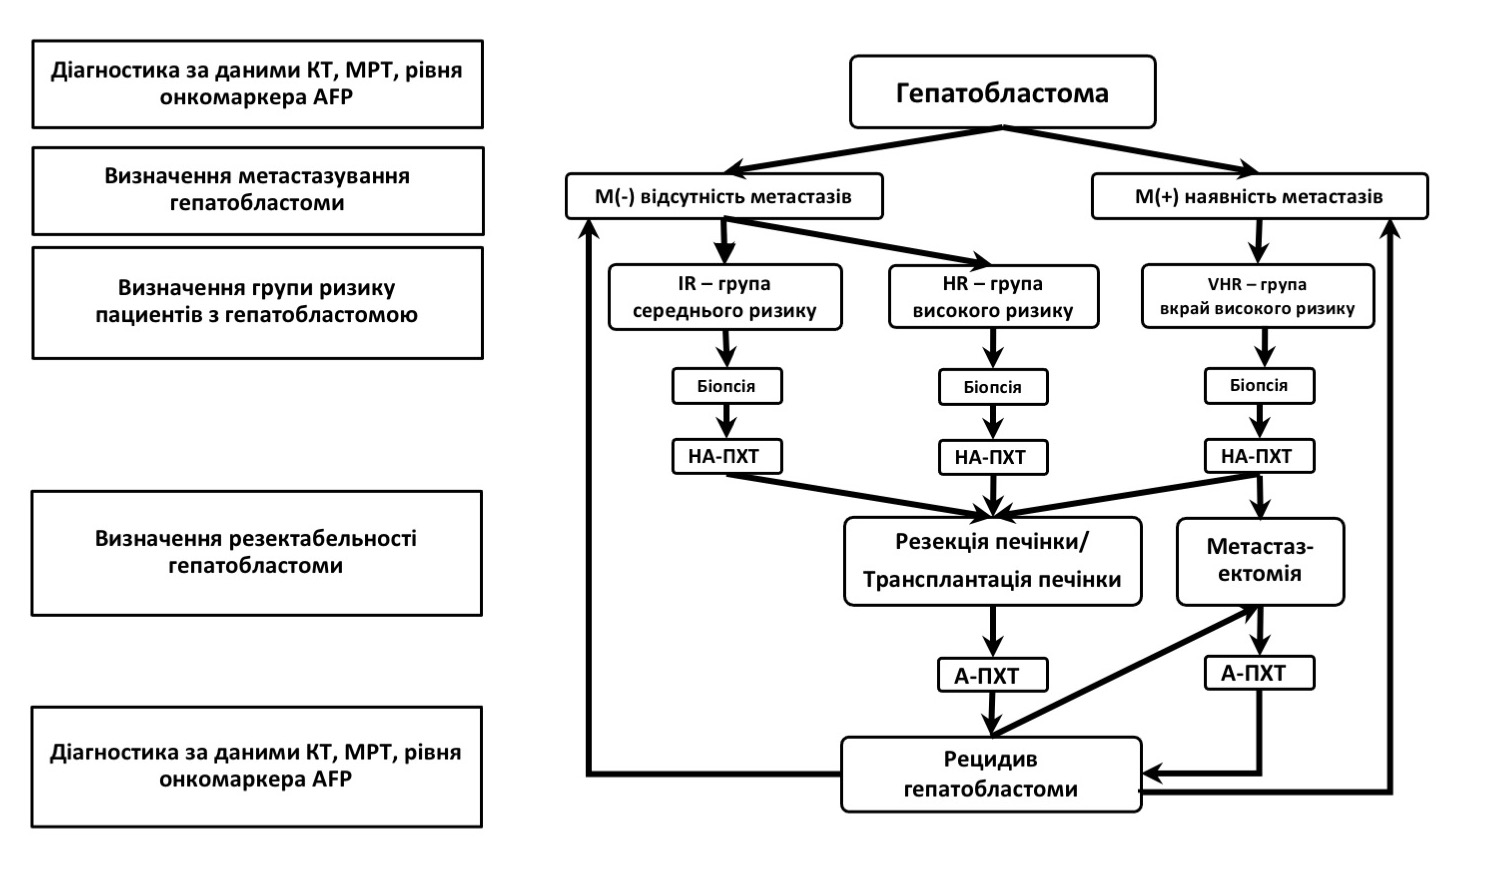 Діагностика за даними КТ, МРТ, рівня
онкомаркера AFP
Визначення метастазування
гепатобластоми
Визначення групи ризику
пациентів з гепатобластомою
Визначення резектабельності
гепатобластоми
Діагностика за даними КТ, МРТ, рівня
онкомаркера AFP
Гепатобластома
М(-) відсутність метастазів
М(+) наявність метастазів
IR – група
середнього ризику
HR – група
високого ризику
VHR – група
вкрай високого ризику
Біопсія
Біопсія
Біопсія
НА-ПХТ
НА-ПХТ
НА-ПХТ
Резекція печінки/
Трансплантація печінки
Метастаз-
ектомія
А-ПХТ
А-ПХТ
Рецидив
гепатобластоми